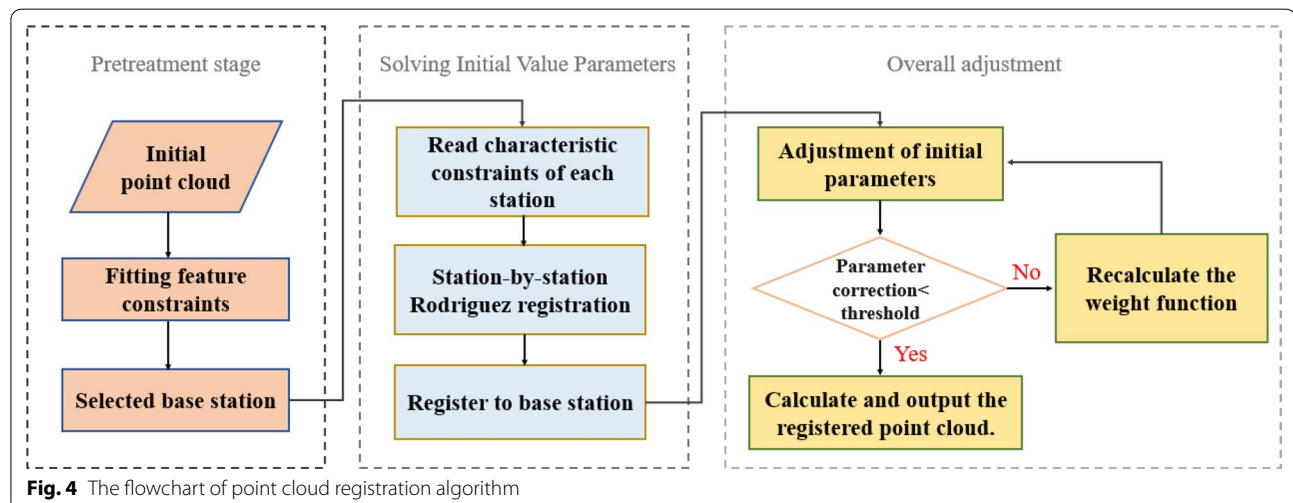 Pretreatment stage
Initial
point cloud
Fitting feature
constraints
Selected base station
Solving Initial Value Parameters
Read characteristic
constraints of each
station
Station-by-station
Rodriguez registration
Register to base station
Overall adjustment
Adjustment of initial
parameters
Parameter
correction<
threshold
No
Recalculate the
weight function
Yes
Calculate and output the
registered point cloud.
Fig. 4 The flowchart of point cloud registration algorithm